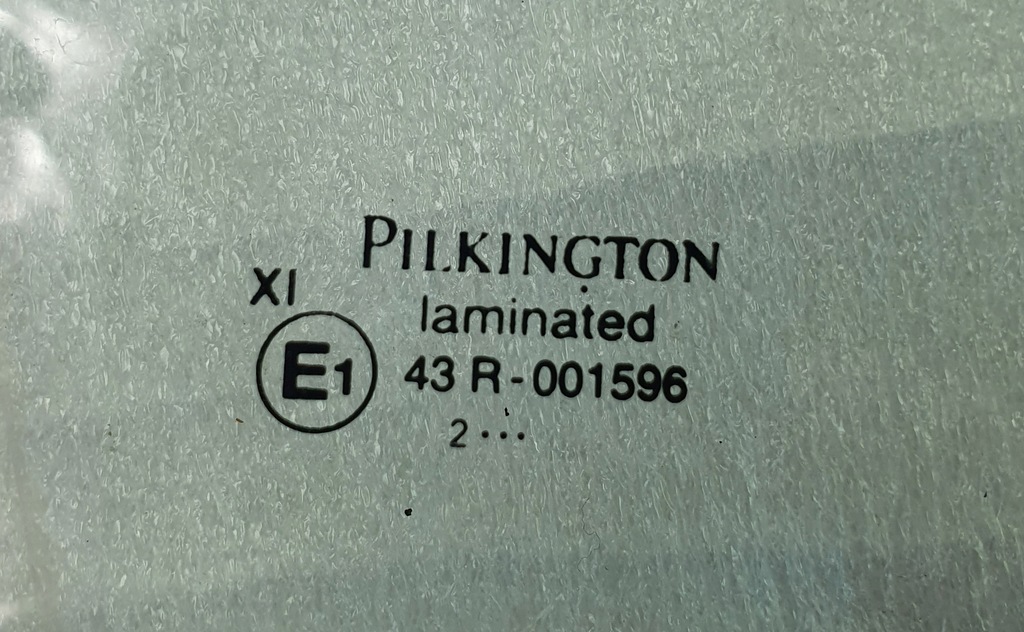 PILKINGTON
XI
laminated
E1 43 R-001596
2 ...